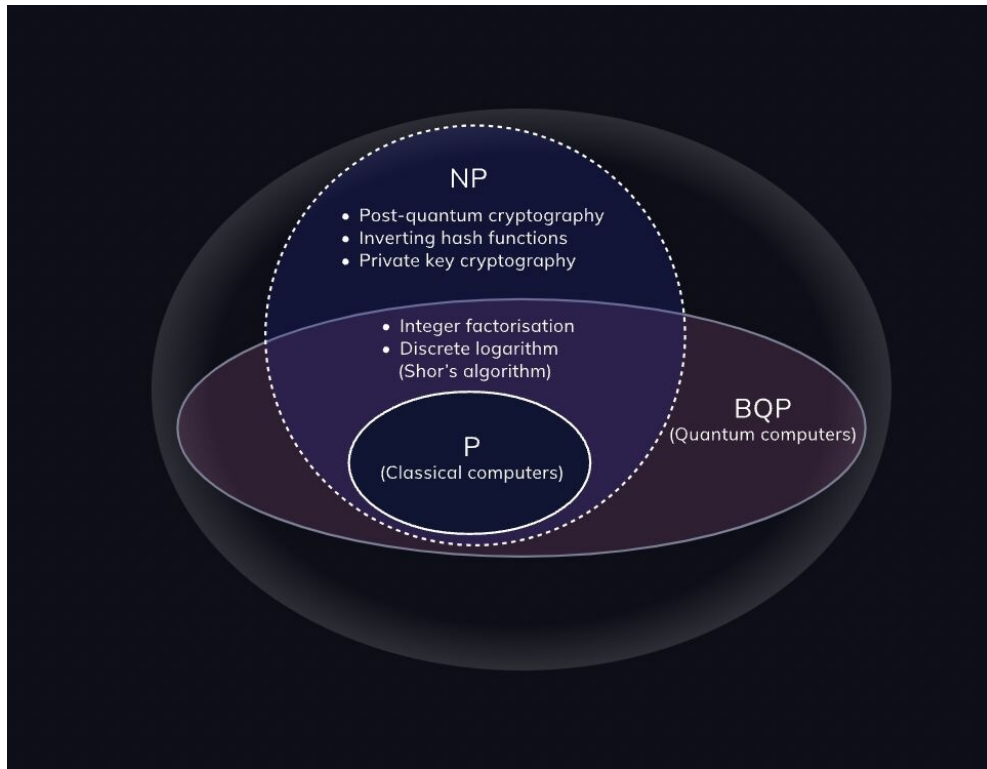 NP
• Post-quantum cryptography
• Inverting hash functions
• Private key cryptography
• Integer factorisation
• Discrete logarithm
(Shor's algorithm)
BQP
(Quantum computers)
P
(Classical computers)